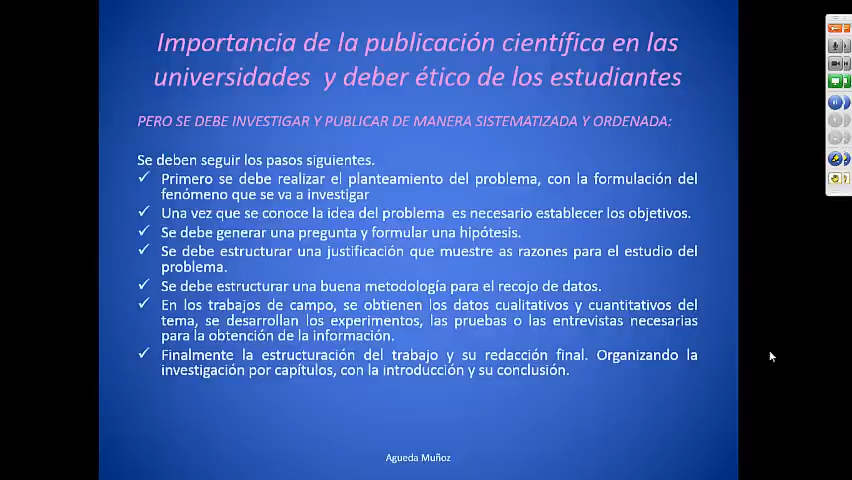 Importancia de la publicación científica en las
universidades y deber ético de los estudiantes
PERO SE DEBE INVESTIGAR Y PUBLICAR DE MANERA SISTEMATIZADA Y ORDENADA:
Se deben seguir los pasos siguientes.
✓ Primero se debe realizar el planteamiento del problema, con la formulación del
fenómeno que se va a investigar
✓ Una vez que se conoce la idea del problema es necesario establecer los objetivos.
✓ Se debe generar una pregunta y formular una hipótesis.
✓ Se debe estructurar una justificación que muestre as razones para el estudio del
problema.
✓ Se debe estructurar una buena metodología para el recojo de datos.
✓ En los trabajos de campo, se obtienen los datos cualitativos y cuantitativos del
tema, se desarrollan los experimentos, las pruebas o las entrevistas necesarias
para la obtención de la información.
✓ Finalmente la estructuración del trabajo y su redacción final. Organizando la
investigación por capítulos, con la introducción y su conclusión.
Agueda Muñoz